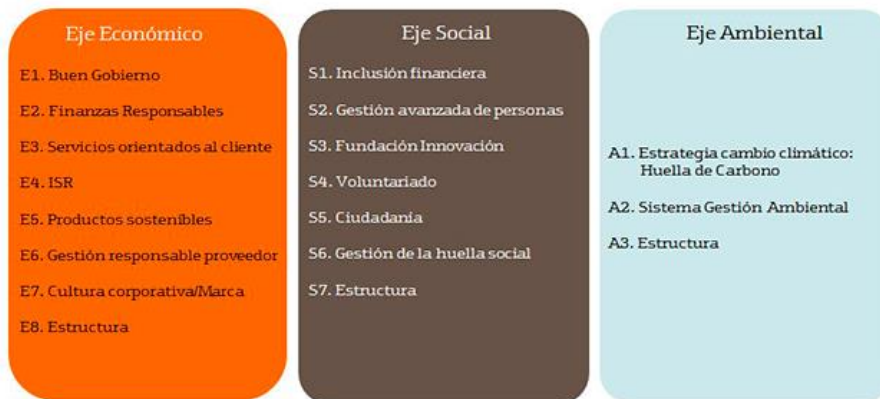 Eje Económico
E1. Buen Gobierno
E2. Finanzas Responsables
E3. Servicios orientados al cliente
E4. ISR
E5. Productos sostenibles
E6. Gestión responsable proveedor
E7. Cultura corporativa/Marca
E8. Estructura
Eje Social
S1. Inclusión financiera
S2. Gestión avanzada de personas
S3. Fundación Innovación
S4. Voluntariado
S5. Ciudadanía
S6. Gestión de la huella social
S7. Estructura
Eje Ambiental
A1. Estrategia cambio climático:
Huella de Carbono
A2. Sistema Gestión Ambiental
A3. Estructura